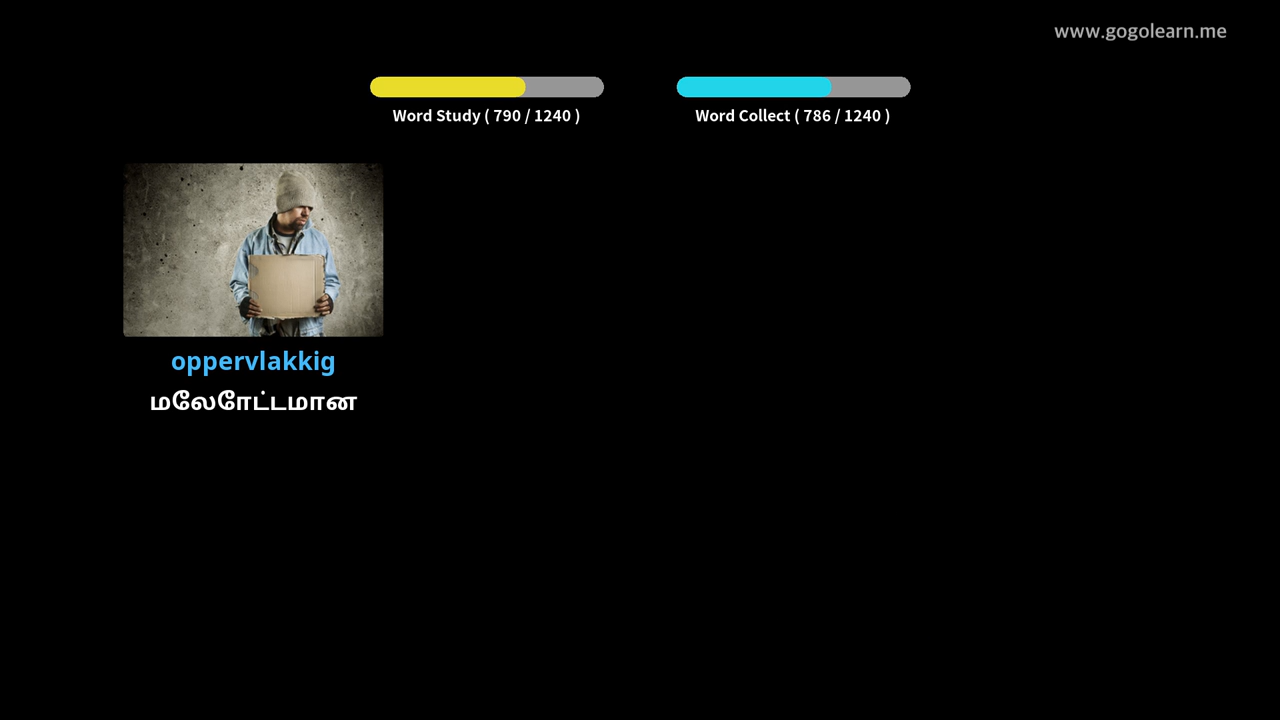 www.gogolearn.me
Word Study ( 790 / 1240 )
Word Collect ( 786 / 1240 )
oppervlakkig
மலோேட்டமான